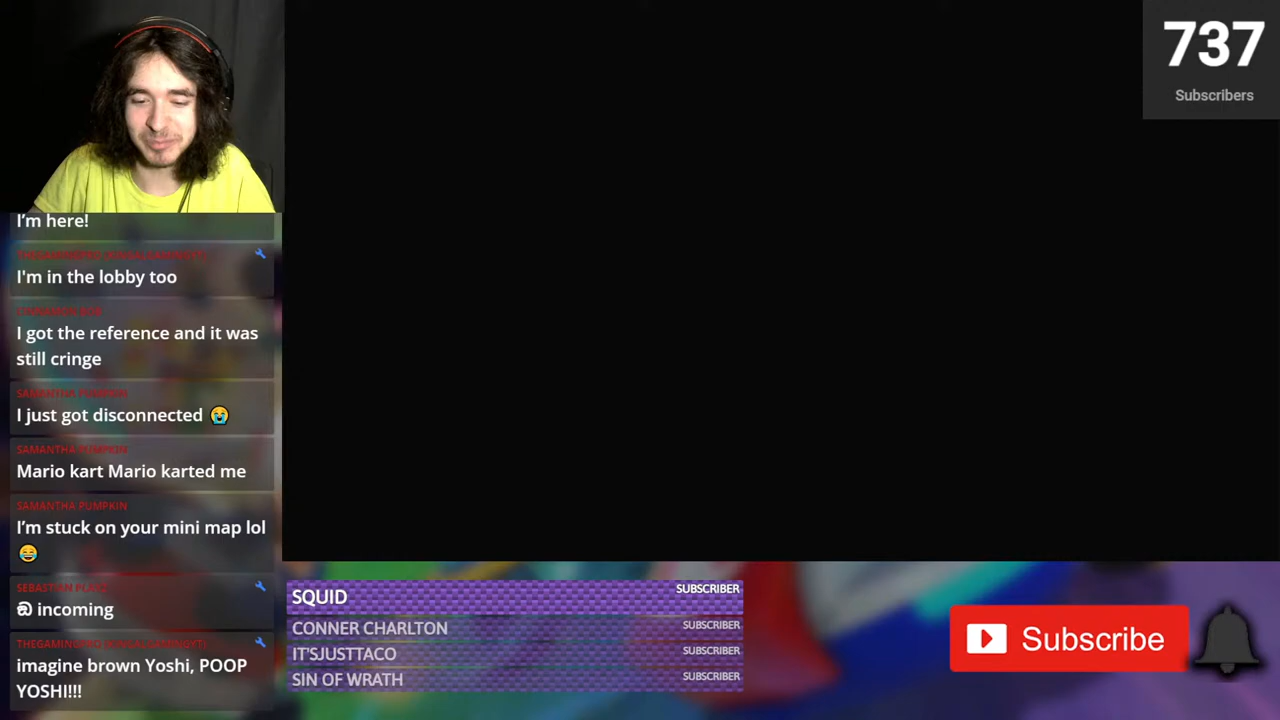 737
Subscribers
I’m here!
I'm in the lobby too
I got the reference and it was
still cringe
I just got disconnected 😭
SAMANTHA PUMPKIN
Mario kart Mario karted me
SAMANTHA PUMPKIN
I’m stuck on your mini map lol
😂
SEBASTIAN
incoming
imagine brown Yoshi, POOP
YOSHI!!!
SQUID SUBSCRIBER
CONNER CHARLTON SUBSCRIBER
IT'SJUSTTACO SUBSCRIBER
SIN OF WRATH SUBSCRIBER
Subscribe